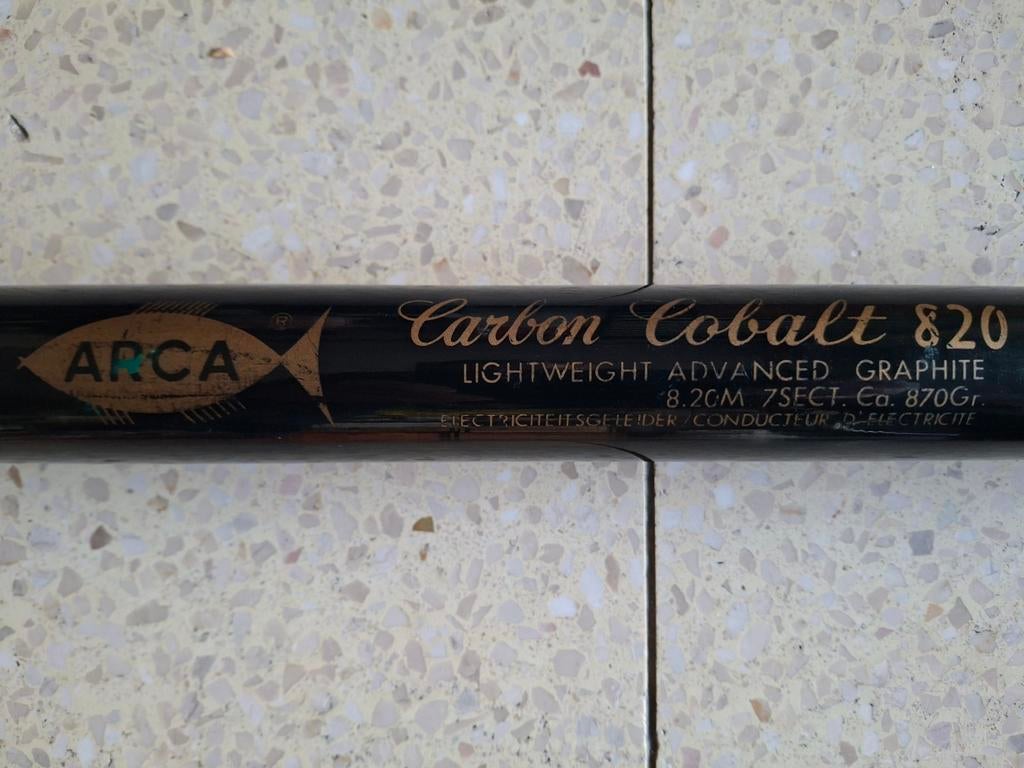 ARCA ®
Carbon Cobalt 820
LIGHTWEIGHT ADVANCED GRAPHITE
8.20M 7SECT. Ca. 870Gr.
ELECTRICITEITSGELEIDER / CONDUCTEUR D'ELECTRICITE